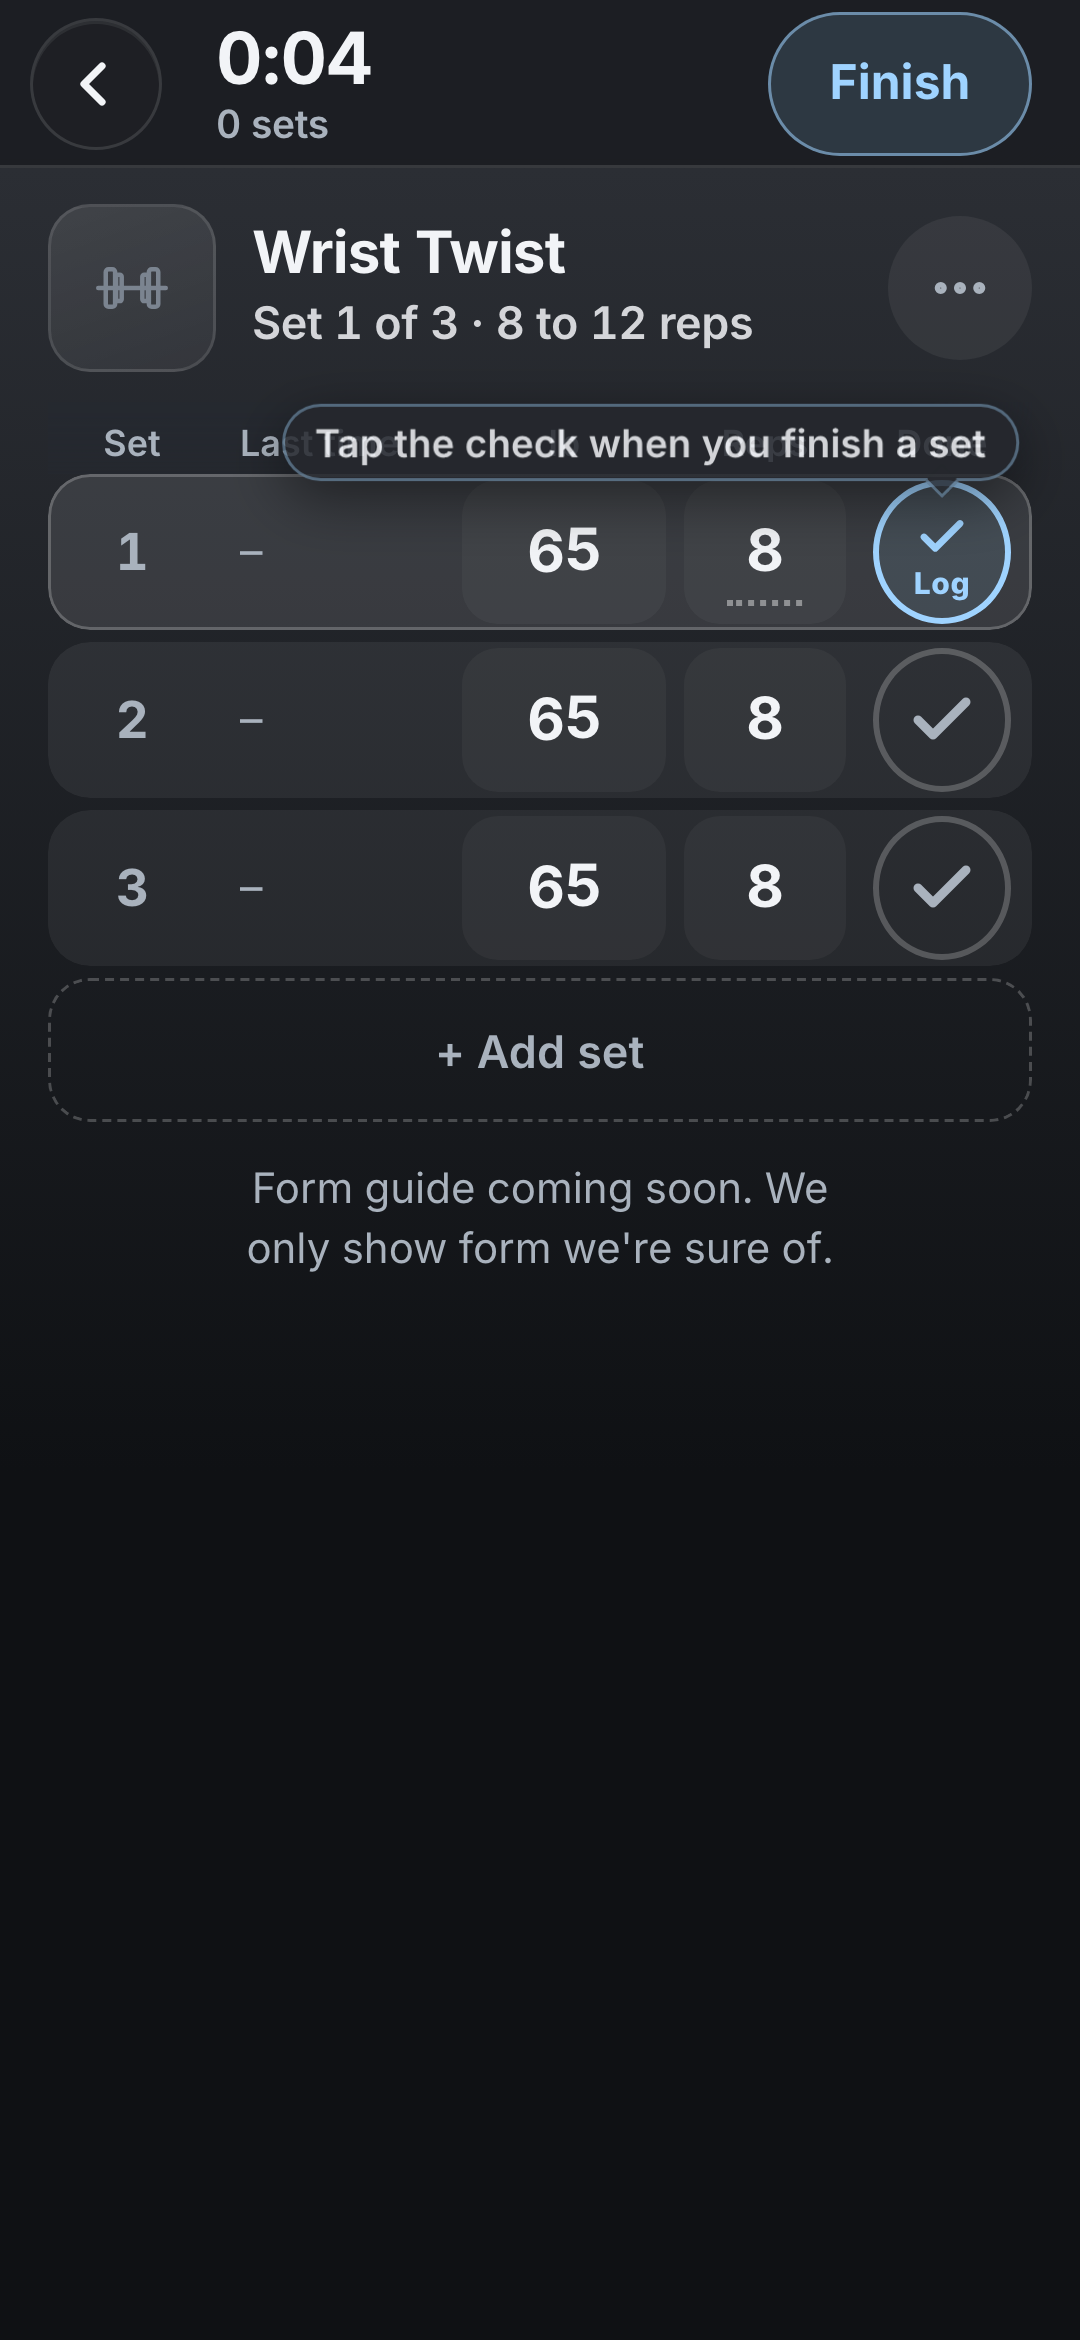 0:04
0 sets
Finish
Wrist Twist
Set 1 of 3 · 8 to 12 reps
Set
Tap the check when you finish a set
1 – 65 8 Log
2 – 65 8
3 – 65 8
+ Add set
Form guide coming soon. We
only show form we're sure of.